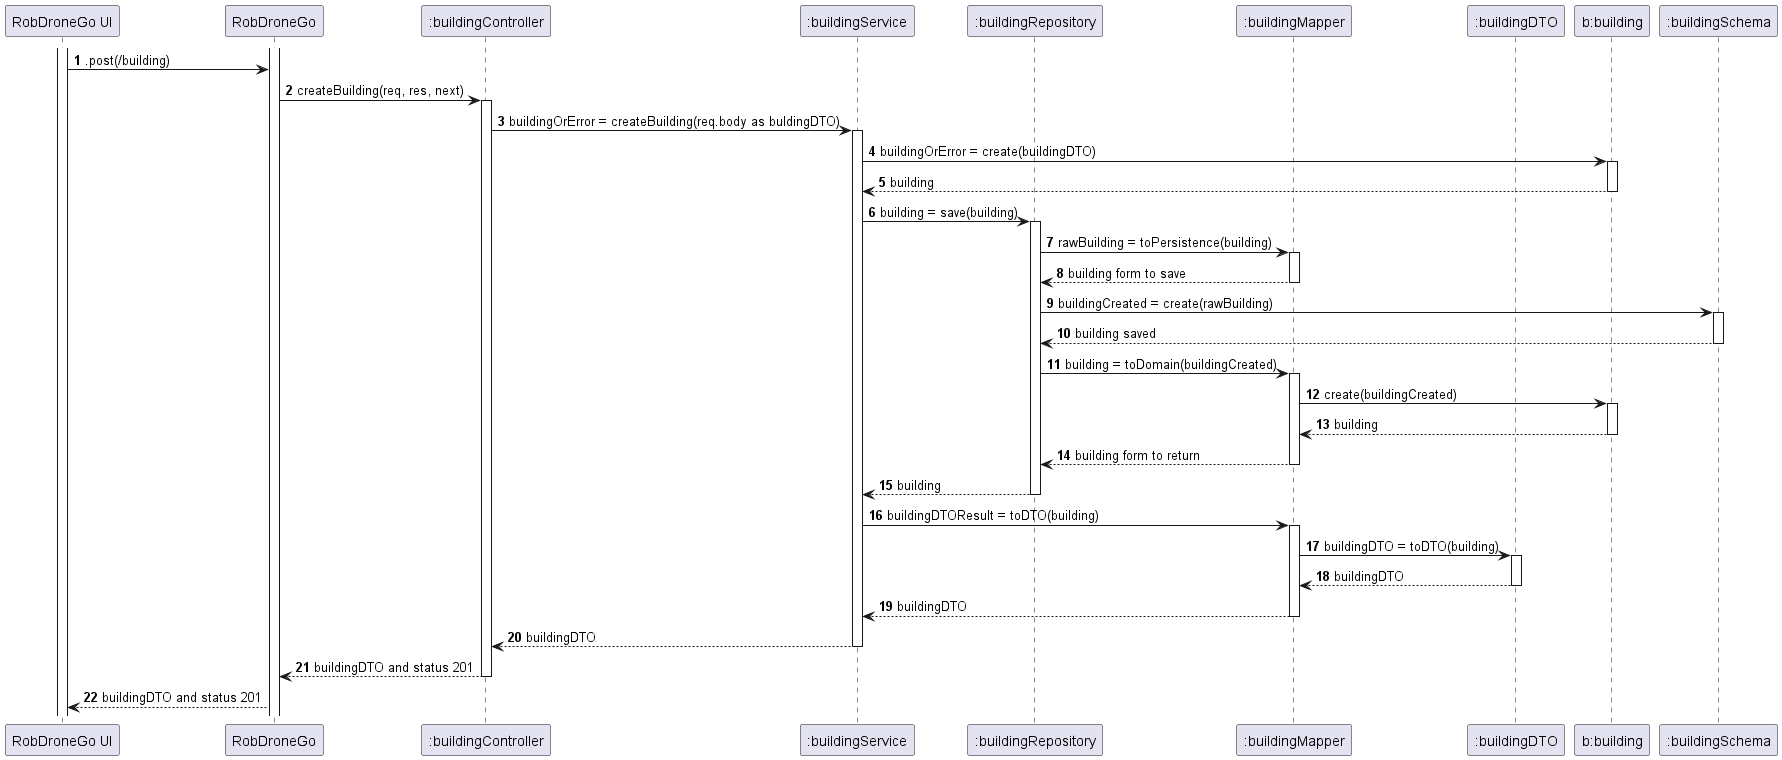 RobDroneGo UI RobDroneGo :buildingController :buildingService :buildingRepository :buildingMapper :buildingDTO b:building :buildingSchema
1 .post(/building)
2 createBuilding(req, res, next)
3 buildingOrError = createBuilding(req.body as buldingDTO)
4 buildingOrError = create(buildingDTO)
5 building
6 building = save(building)
7 rawBuilding = toPersistence(building)
8 building form to save
9 buildingCreated = create(rawBuilding)
10 building saved
11 building = toDomain(buildingCreated)
12 create(buildingCreated)
13 building
14 building form to return
15 building
16 buildingDTOResult = toDTO(building)
17 buildingDTO = toDTO(building)
18 buildingDTO
19 buildingDTO
20 buildingDTO
21 buildingDTO and status 201
22 buildingDTO and status 201
RobDroneGo UI RobDroneGo :buildingController :buildingService :buildingRepository :buildingMapper :buildingDTO b:building :buildingSchema